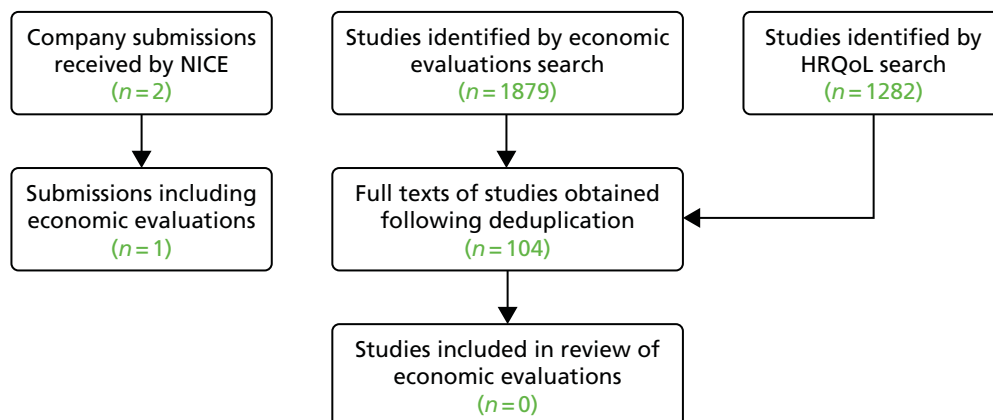 Company submissions
received by NICE
(n=2)
Studies identified by economic
evaluations search
(n=1879)
Studies identified by
HRQoL search
(n=1282)
Submissions including
economic evaluations
(n=1)
Full texts of studies obtained
following deduplication
(n=104)
Studies included in review of
economic evaluations
(n=0)